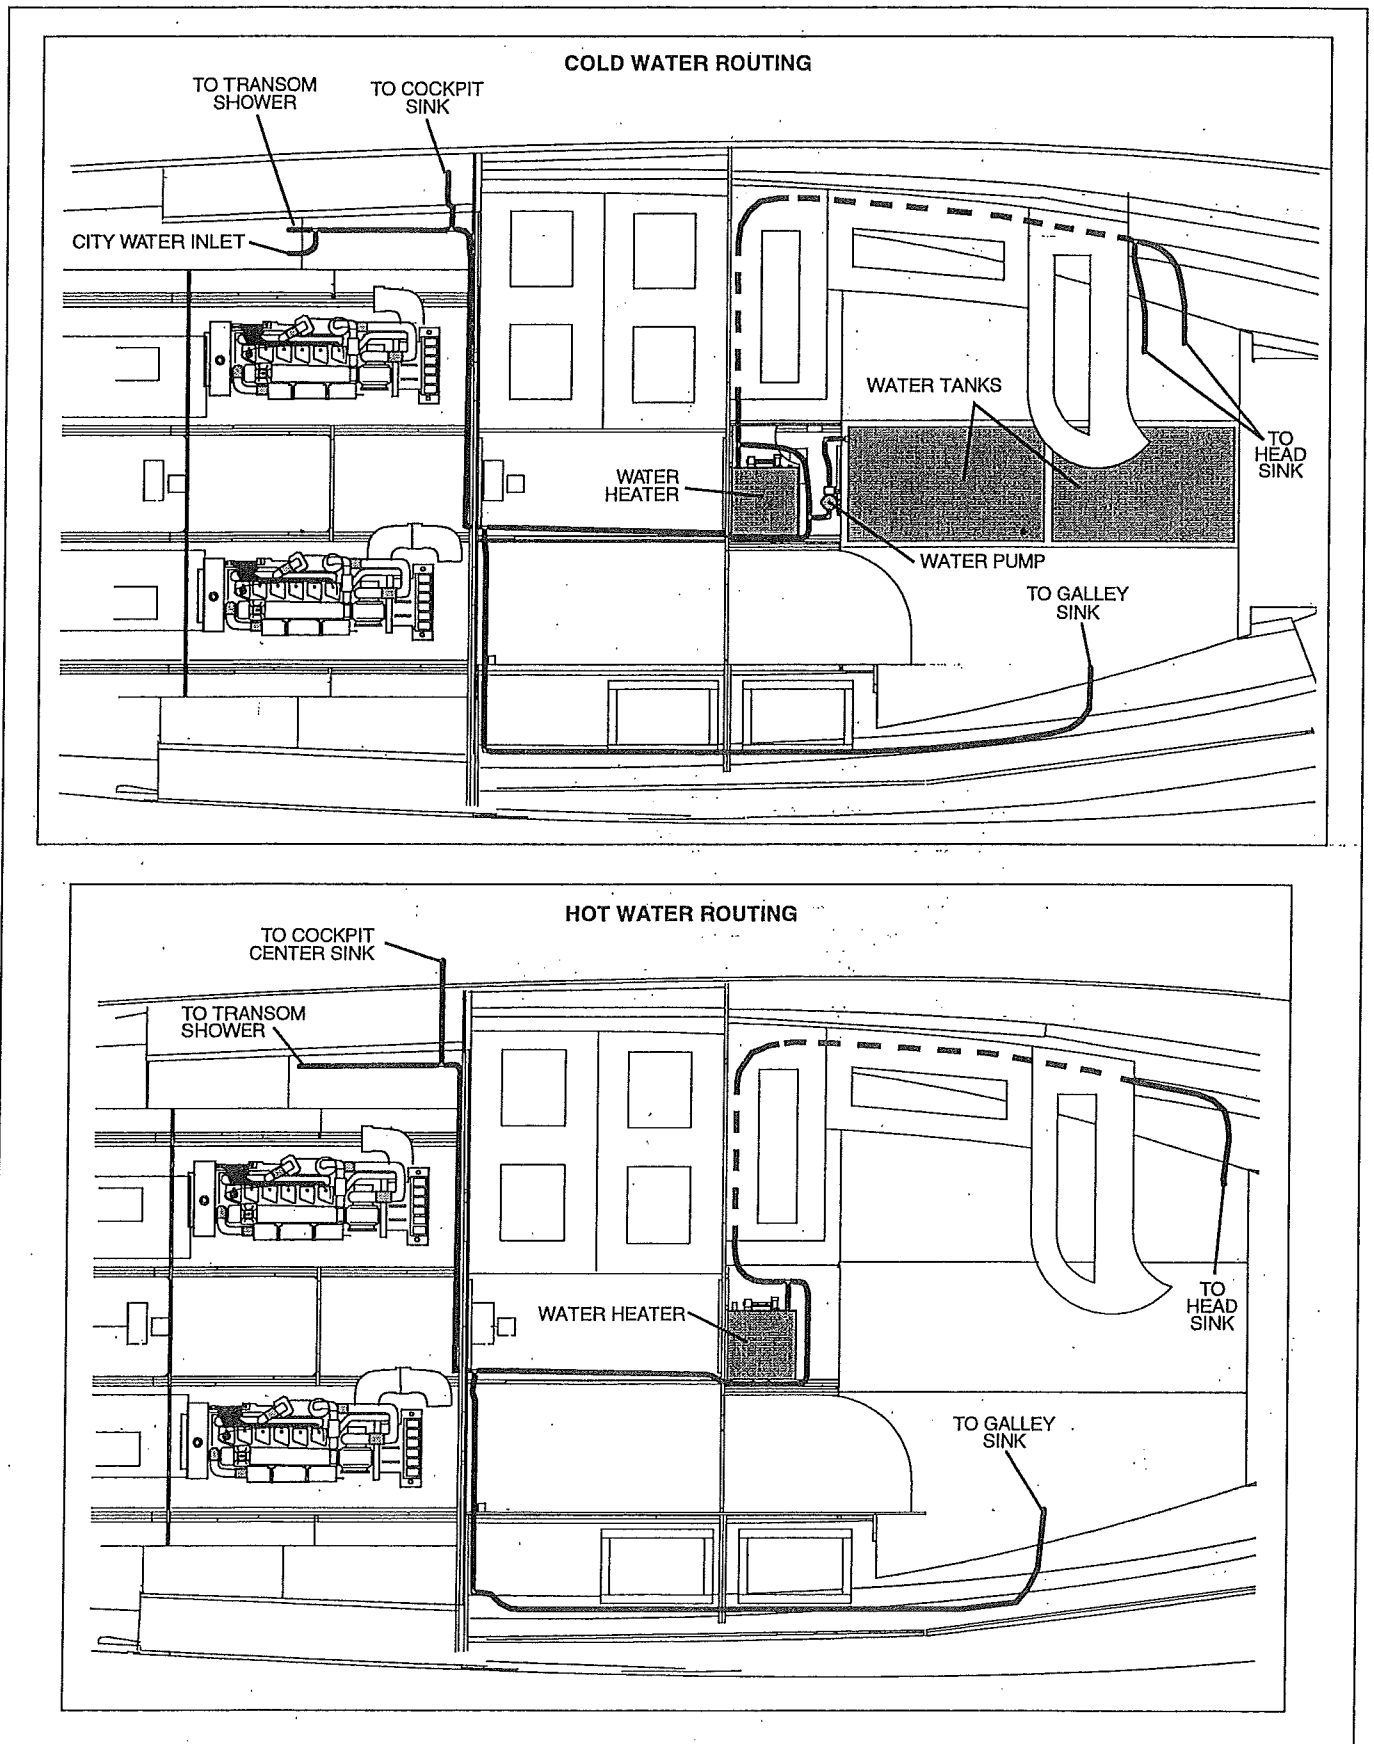 COLD WATER ROUTING
TO TRANSOM
SHOWER
TO COCKPIT
SINK
CITY WATER INLET
WATER TANKS
TO
HEAD
SINK
WATER
HEATER
WATER PUMP
TO GALLEY
SINK
HOT WATER ROUTING
TO COCKPIT
CENTER SINK
TO TRANSOM
SHOWER
WATER HEATER
TO
HEAD
SINK
TO GALLEY
SINK